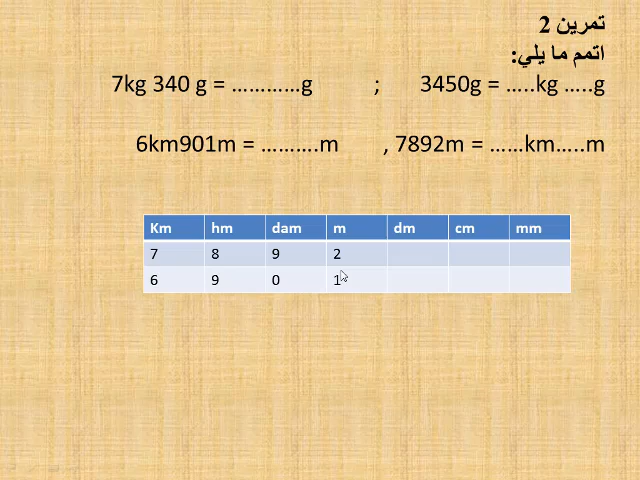 تمرين 2
اتمم ما يلي:
7kg 340 g = …………g ; 3450g = …..kg …..g
6km901m = ……….m , 7892m = ……km…..m
Km hm dam m dm cm mm
7 8 9 2
6 9 0 1